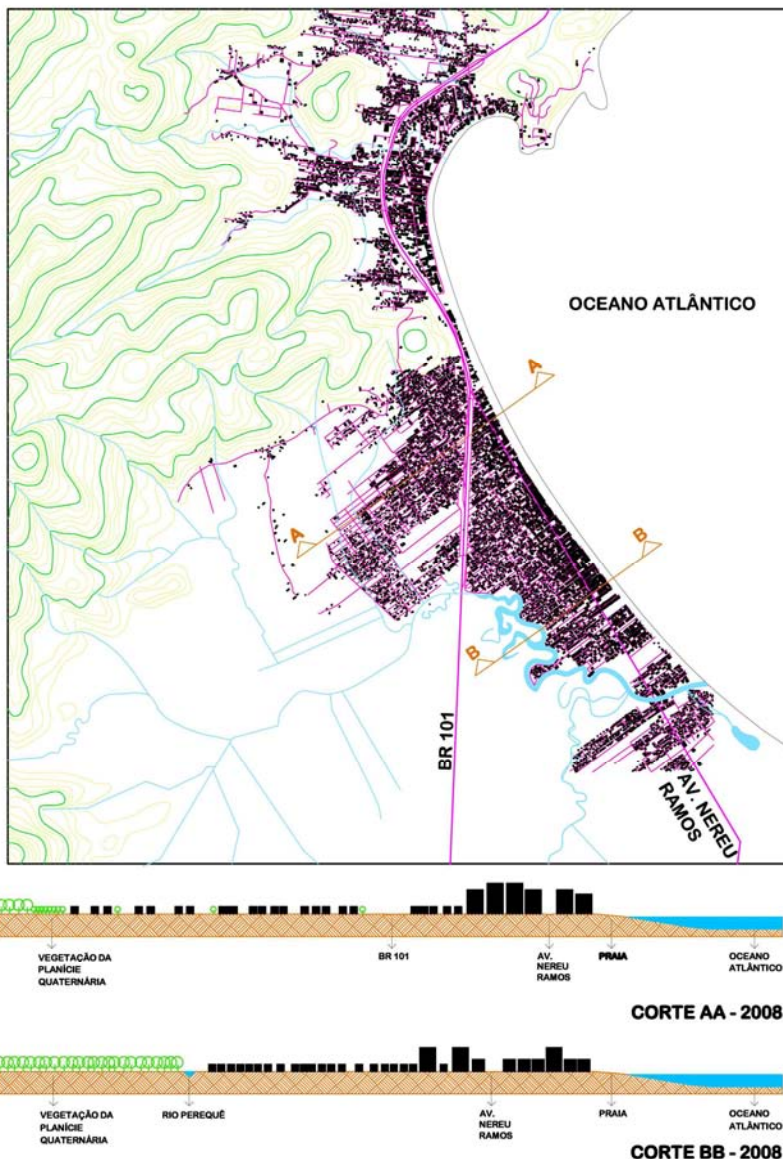 OCEANO ATLÂNTICO
A
A
B
B
BR 101
AV. NEREU
RAMOS
VEGETAÇÃO DA
PLANÍCIE
QUATERNÁRIA
BR 101
AV.
NEREU
RAMOS
PRAIA
OCEANO
ATLÂNTICO
CORTE AA - 2008
VEGETAÇÃO DA
PLANÍCIE
QUATERNÁRIA
RIO PEREQUÊ
AV.
NEREU
RAMOS
PRAIA
OCEANO
ATLÂNTICO
CORTE BB - 2008